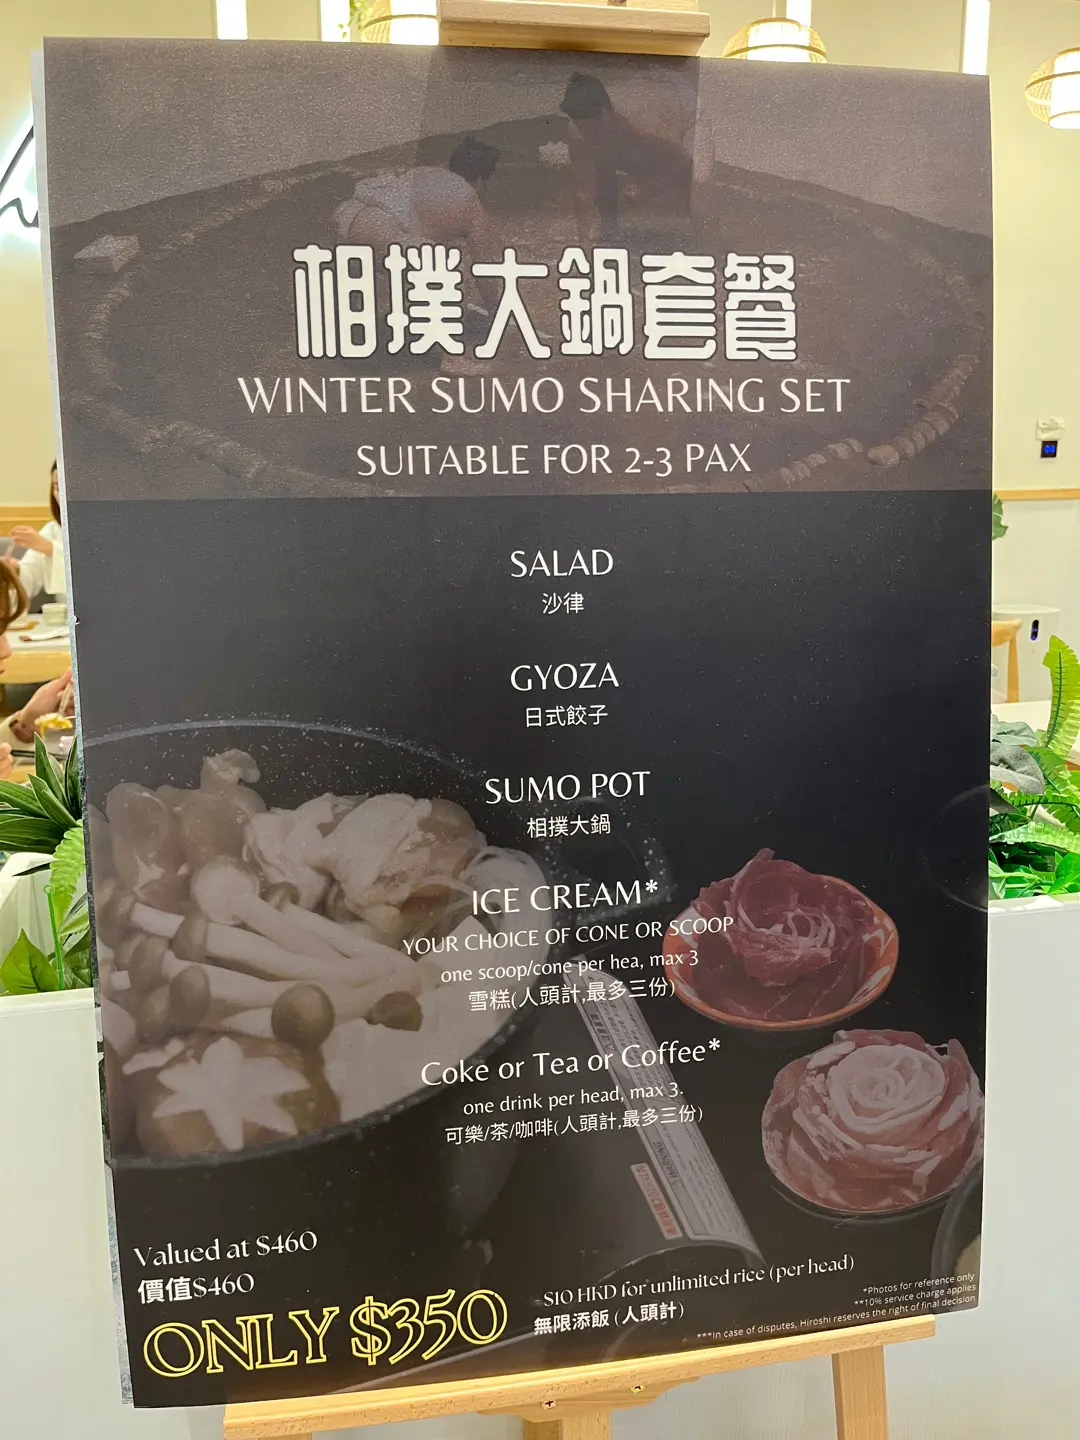 相撲大鍋套餐
WINTER SUMO SHARING SET
SUITABLE FOR 2-3 PAX
SALAD
沙律
GYOZA
日式餃子
SUMO POT
相撲大鍋
ICE CREAM*
YOUR CHOICE OF CONE OR SCOOP
one scoop/cone per hea, max 3
雪糕(人頭計,最多三份)
Coke or Tea or Coffee*
one drink per head, max 3.
可樂/茶/咖啡(人頭計,最多三份)
Valued at $460
價值$460
ONLY $350
$10 HKD for unlimited rice (per head)
無限添飯 (人頭計)
*Photos for reference only
**10% service charge applies
***In case of disputes, Hiroshi reserves the right of final decision